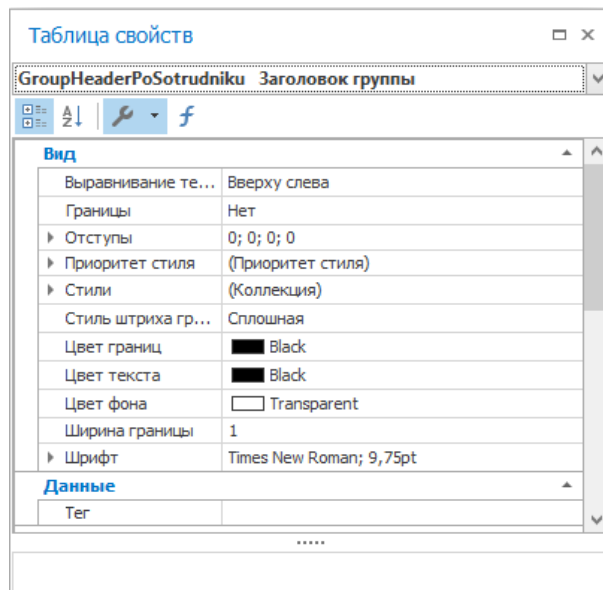 Таблица свойств
GroupHeaderPoSotrudniku Заголовок группы
Вид
Выравнивание те... Вверху слева
Границы Нет
Отступы 0; 0; 0; 0
Приоритет стиля (Приоритет стиля)
Стили (Коллекция)
Стиль штриха гр... Сплошная
Цвет границ Black
Цвет текста Black
Цвет фона Transparent
Ширина границы 1
Шрифт Times New Roman; 9,75pt
Данные
Тег